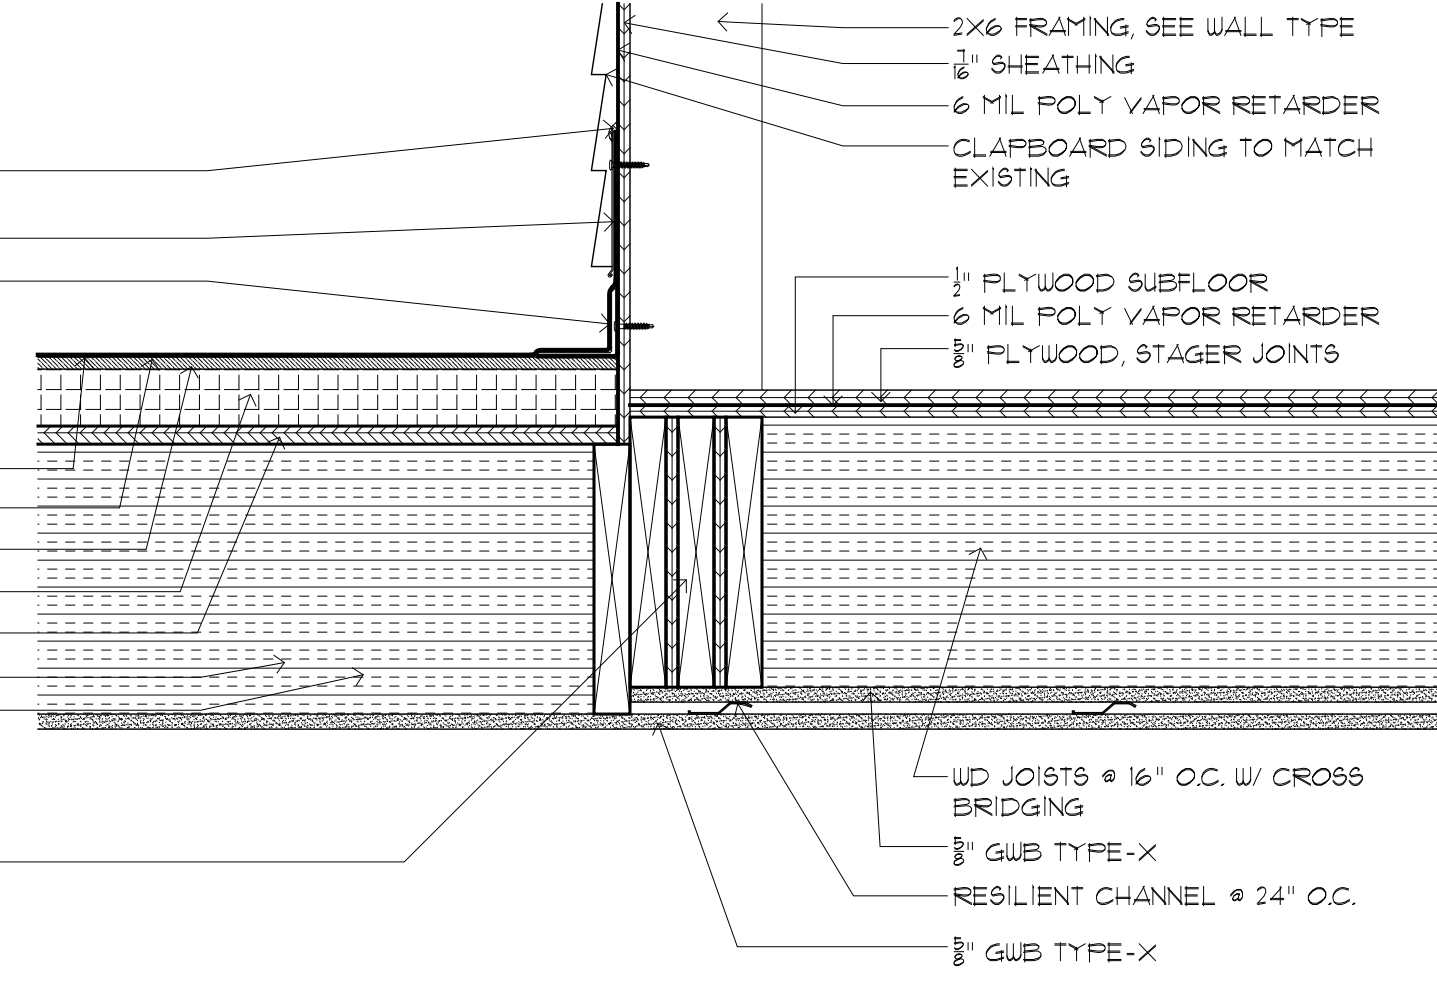 2X6 FRAMING, SEE WALL TYPE
7/16" SHEATHING
6 MIL POLY VAPOR RETARDER
CLAPBOARD SIDING TO MATCH
EXISTING
1/2" PLYWOOD SUBFLOOR
6 MIL POLY VAPOR RETARDER
5/8" PLYWOOD, STAGER JOINTS
WD JOISTS @ 16" O.C. W/ CROSS
BRIDGING
5/8" GWB TYPE-X
RESILIENT CHANNEL @ 24" O.C.
5/8" GWB TYPE-X